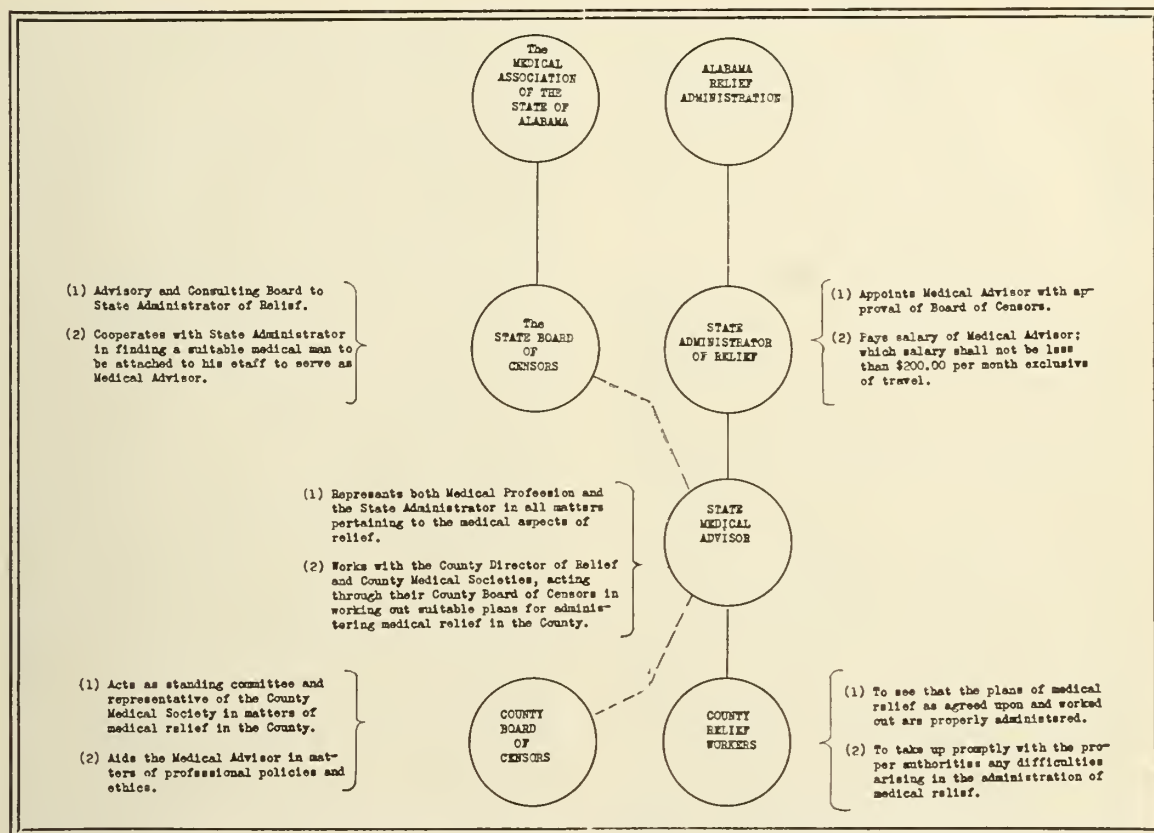 The
MEDICAL
ASSOCIATION
OF THE
STATE OF
ALABAMA
ALABAMA
RELIEF
ADMINISTRATION
(1) Advisory and Consulting Board to
State Administrator of Relief.
(2) Cooperates with State Administrator
in finding a suitable medical man to
be attached to his staff to serve as
Medical Advisor.
The
STATE BOARD
OF
CENSORS
STATE
ADMINISTRATOR
OF RELIEF
(1) Appoints Medical Advisor with ap-
proval of Board of Censors.
(2) Pays salary of Medical Advisor;
which salary shall not be less
than $200.00 per month exclusive
of travel.
(1) Represents both Medical Profession and
the State Administrator in all matters
pertaining to the medical aspects of
relief.
(2) Works with the County Director of Relief
and County Medical Societies, acting
through their County Board of Censors in
working out suitable plans for adminis-
tering medical relief in the County.
STATE
MEDICAL
ADVISOR
(1) Acts as standing committee and
representative of the County
Medical Society in matters of
medical relief in the County.
(2) Aids the Medical Advisor in mat-
ters of professional policies and
ethics.
COUNTY
BOARD
OF
CENSORS
COUNTY
RELIEF
WORKERS
(1) To see that the plans of medical
relief as agreed upon and worked
out are properly administered.
(2) To take up promptly with the pro-
per authorities any difficulties
arising in the administration of
medical relief.